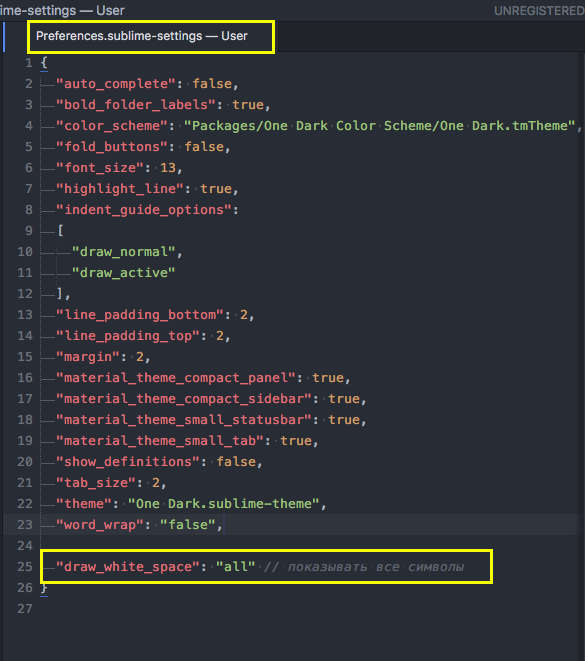 ime-settings — User
UNREGISTERED
Preferences.sublime-settings — User
1 {
2 "auto_complete": false,
3 "bold_folder_labels": true,
4 "color_scheme": "Packages/One Dark Color Scheme/One Dark.tmTheme",
5 "fold_buttons": false,
6 "font_size": 13,
7 "highlight_line": true,
8 "indent_guide_options":
9 [
10 "draw_normal",
11 "draw_active"
12 ],
13 "line_padding_bottom": 2,
14 "line_padding_top": 2,
15 "margin": 2,
16 "material_theme_compact_panel": true,
17 "material_theme_compact_sidebar": true,
18 "material_theme_small_statusbar": true,
19 "material_theme_small_tab": true,
20 "show_definitions": false,
21 "tab_size": 2,
22 "theme": "One Dark.sublime-theme",
23 "word_wrap": "false",
24
25 "draw_white_space": "all" // показывать все символы
26 }
27